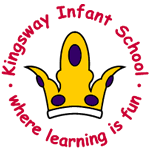 Kingsway Infant School
• where learning is fun •